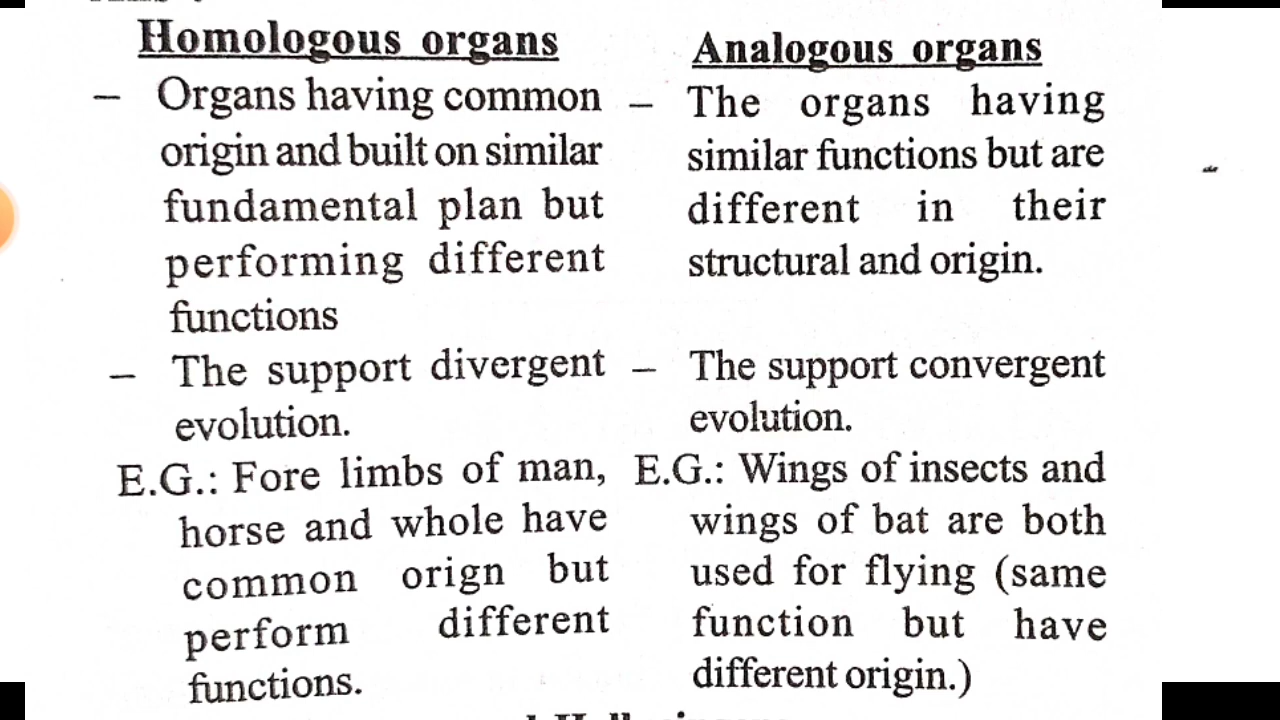 Homologous organs
– Organs having common
origin and built on similar
fundamental plan but
performing different
functions
– The support divergent
evolution.
E.G.: Fore limbs of man,
horse and whole have
common orign but
perform different
functions.
Analogous organs
– The organs having
similar functions but are
different in their
structural and origin.
– The support convergent
evolution.
E.G.: Wings of insects and
wings of bat are both
used for flying (same
function but have
different origin.)